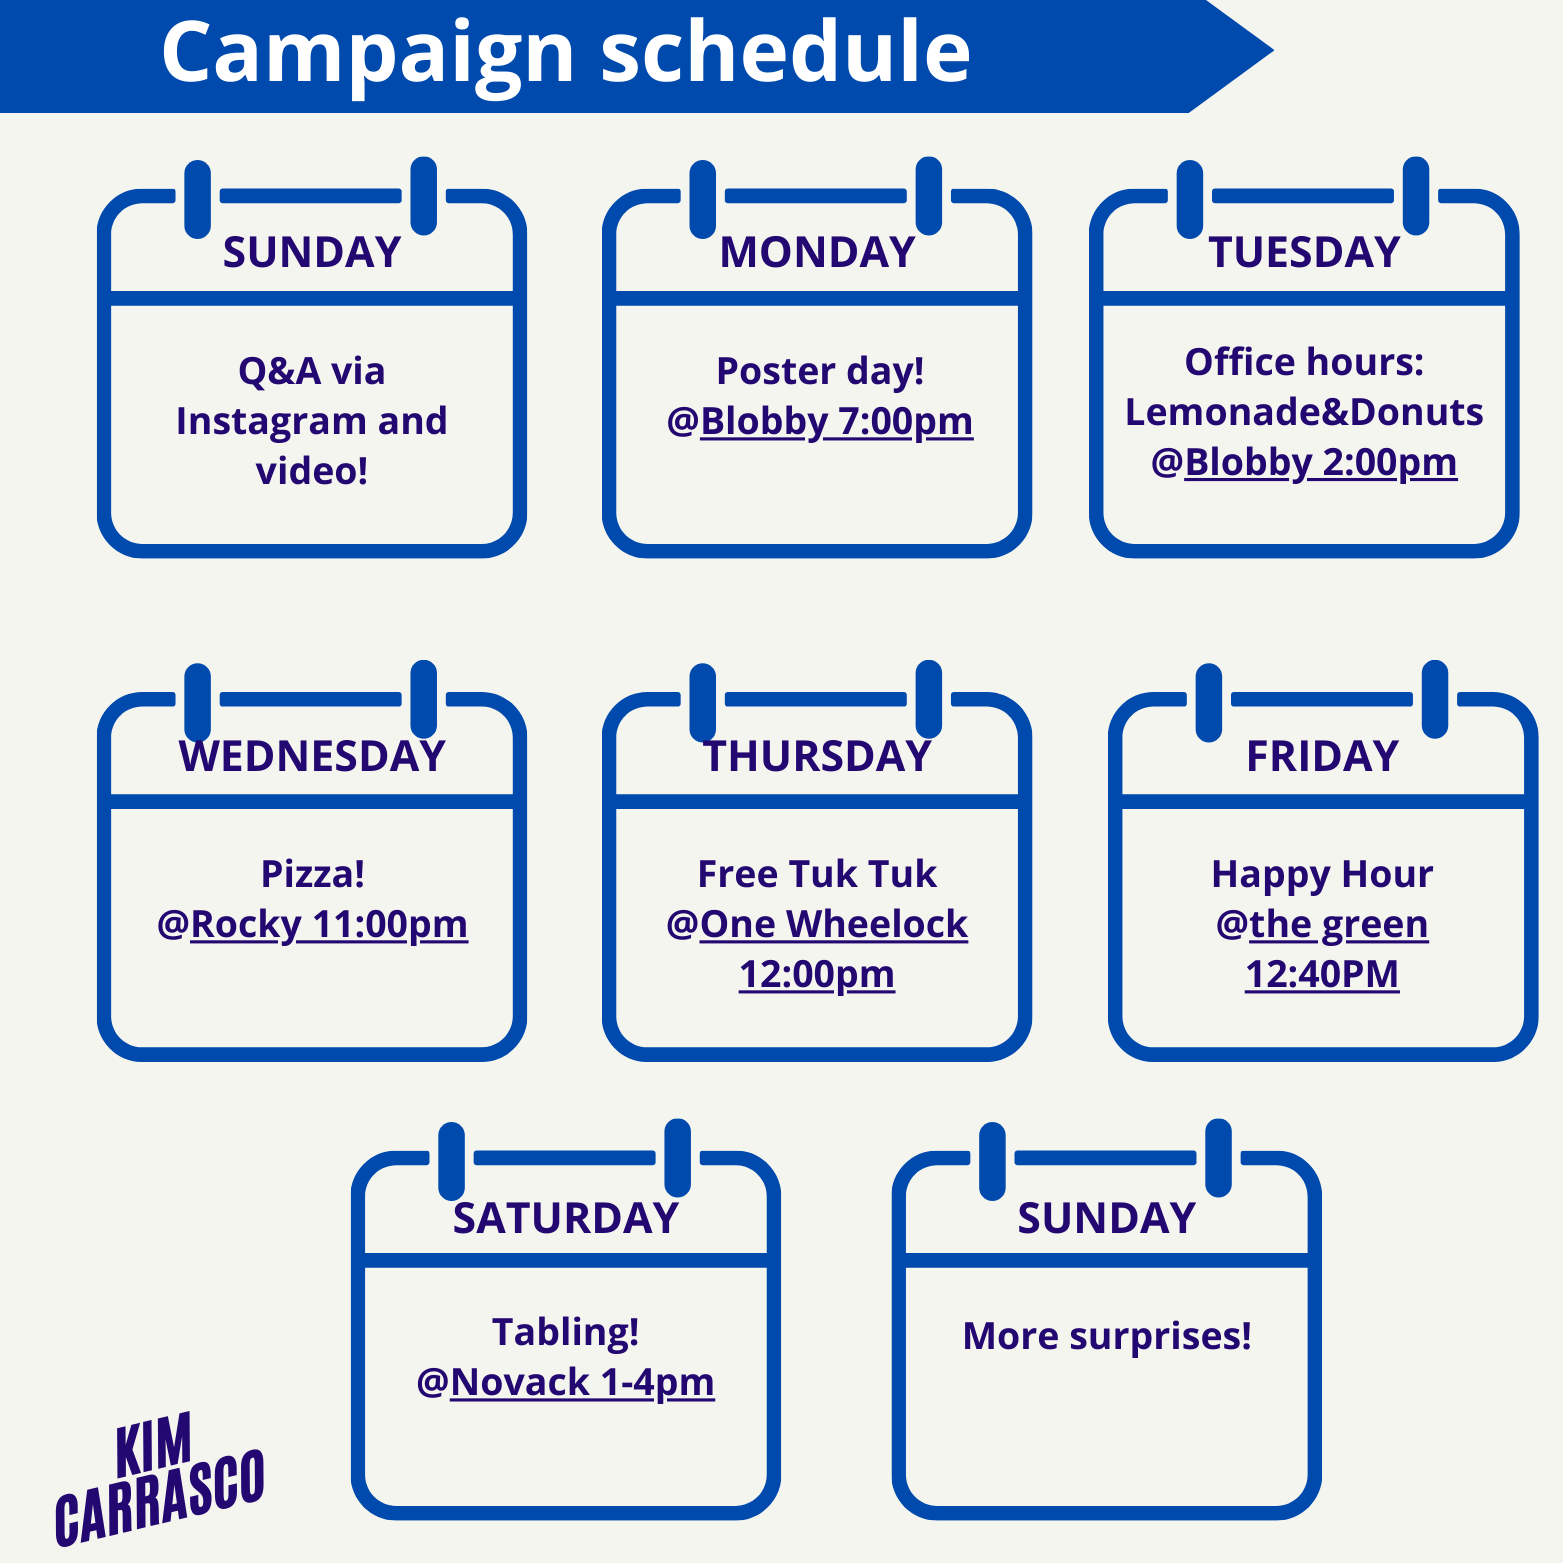 Campaign schedule
SUNDAY
Q&A via
Instagram and
video!
MONDAY
Poster day!
@Blobby 7:00pm
TUESDAY
Office hours:
Lemonade&Donuts
@Blobby 2:00pm
WEDNESDAY
Pizza!
@Rocky 11:00pm
THURSDAY
Free Tuk Tuk
@One Wheelock
12:00pm
FRIDAY
Happy Hour
@the green
12:40PM
SATURDAY
Tabling!
@Novack 1-4pm
SUNDAY
More surprises!
KIM
CARRASCO